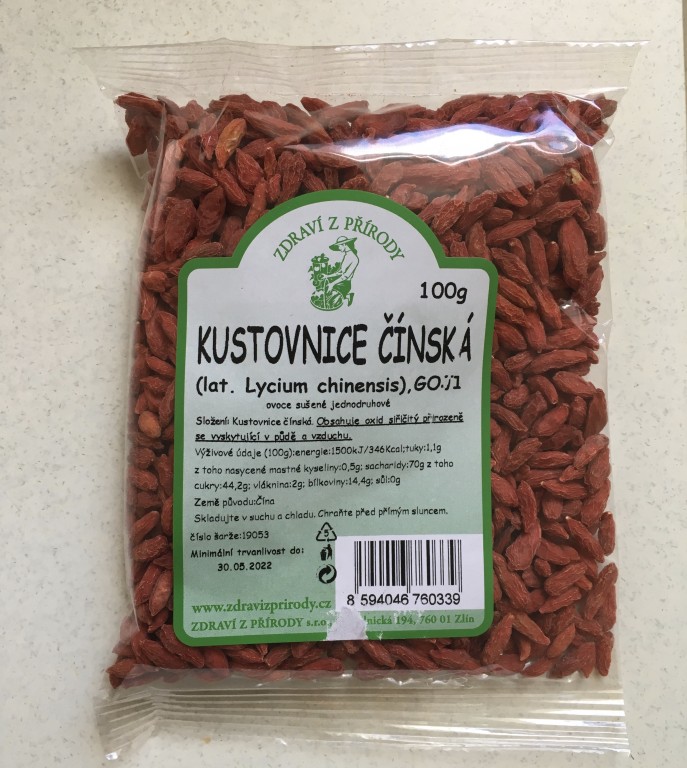 ZDRAVÍ Z PŘÍRODY
100g
KUSTOVNICE ČÍNSKÁ
(lat. Lycium chinensis),GOJI
ovoce sušené jednodruhové
Složení: Kustovnice čínská. Obsahuje oxid siřičitý přirozeně
se vyskytující v půdě a vzduchu.
Výživové údaje (100g):energie:1500kJ/346Kcal;tuky:1,1g
z toho nasycené mastné kyseliny:0,5g; sacharidy:70g z toho
cukry:44,2g; vláknina:2g; bílkoviny:14,4g; sůl:0g
Země původu:Čína
Skladujte v suchu a chladu. Chraňte před přímým sluncem.
číslo šarže:19053
Minimální trvanlivost do:
30.05.2022
5
8 594046 760339
www.zdravizprirody.cz
ZDRAVÍ Z PŘÍRODY s.r.o. 194, 760 01 Zlín